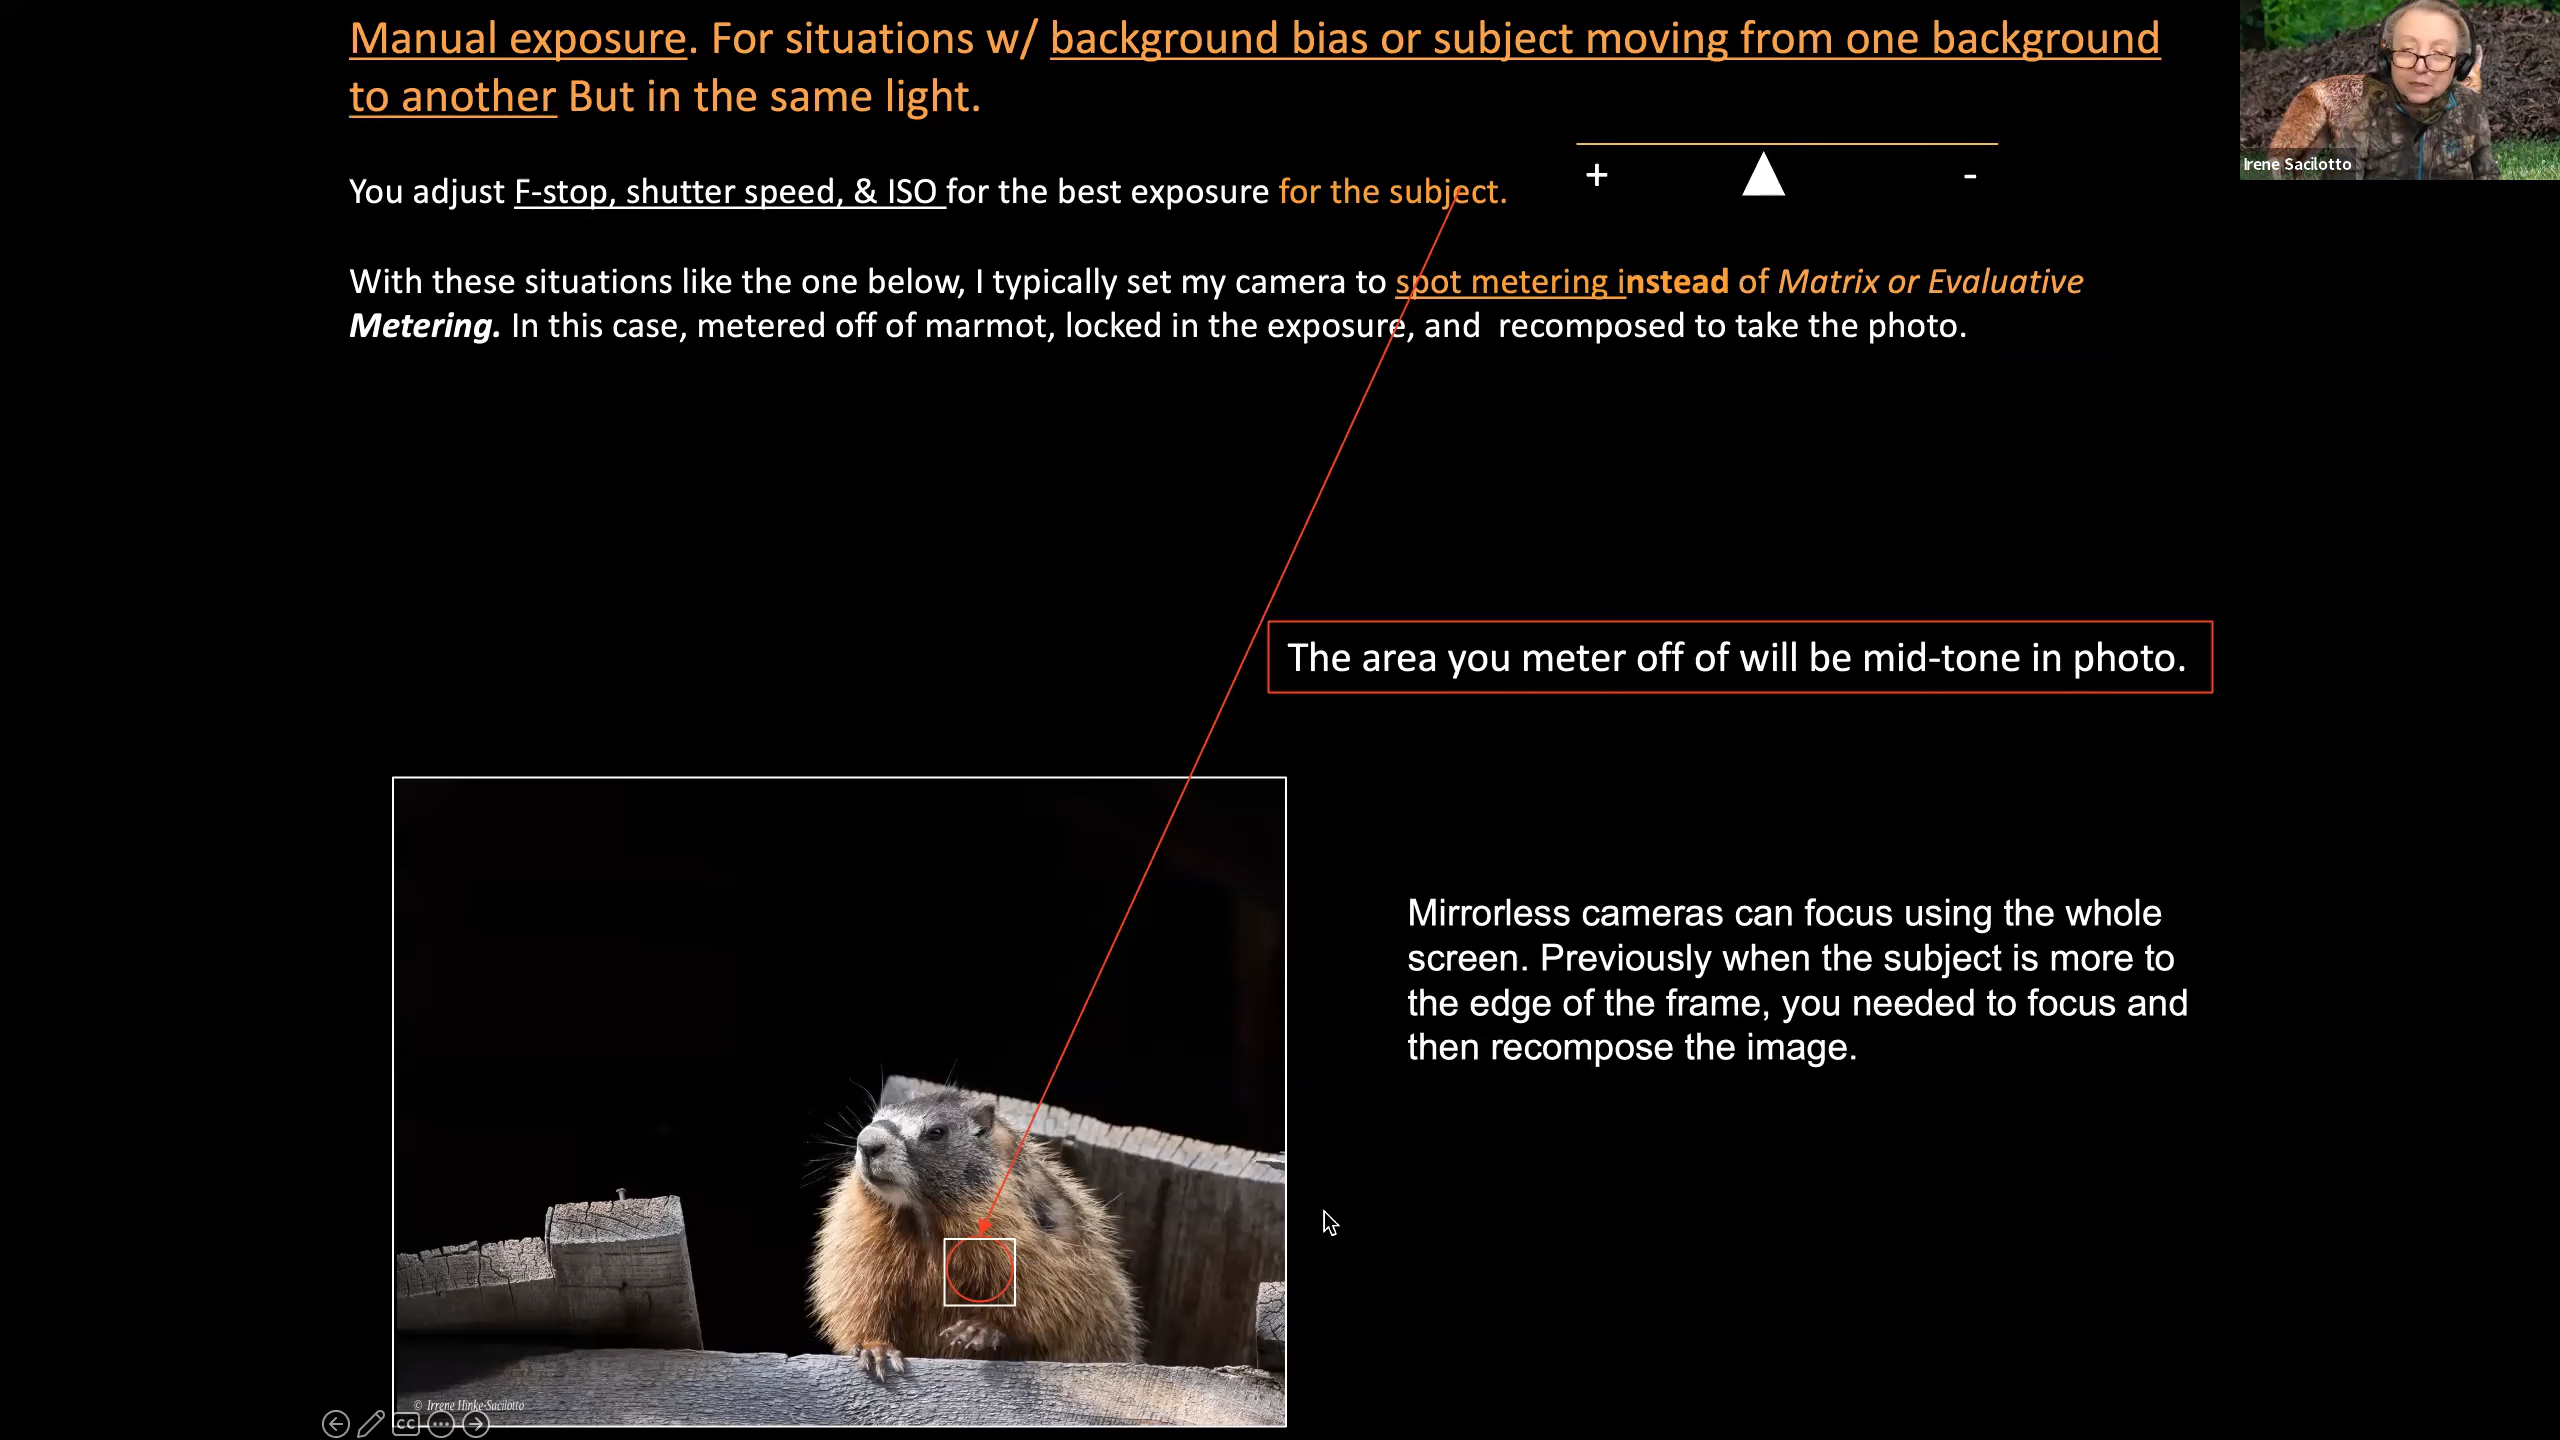 Manual exposure. For situations w/ background bias or subject moving from one background
to another But in the same light.
Irene Sacilotto
+ -
You adjust F-stop, shutter speed, & ISO for the best exposure for the subject.
With these situations like the one below, I typically set my camera to spot metering instead of Matrix or Evaluative
Metering. In this case, metered off of marmot, locked in the exposure, and recomposed to take the photo.
The area you meter off of will be mid-tone in photo.
Mirrorless cameras can focus using the whole
screen. Previously when the subject is more to
the edge of the frame, you needed to focus and
then recompose the image.
© Irrene Hinke-Sacilotto
CC